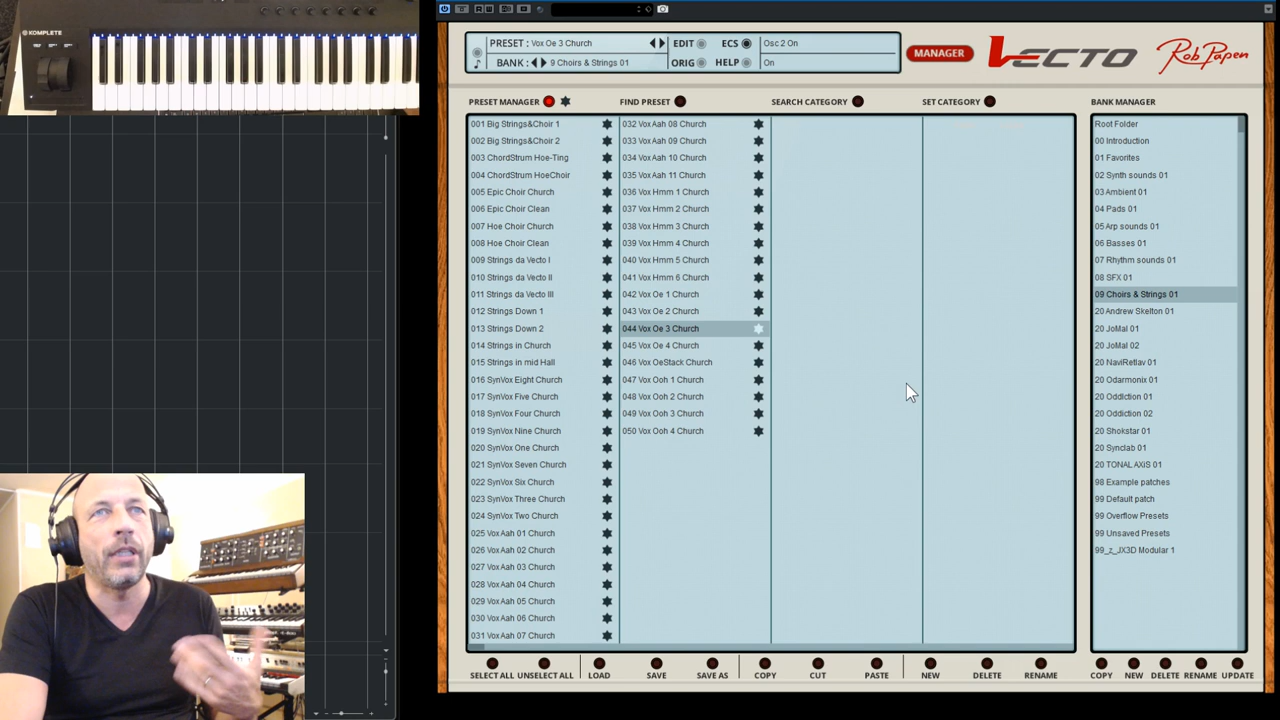 KOMPLETE
PRESET : Vox Oe 3 Church
EDIT
ECS
Osc 2 On
BANK :
9 Choirs & Strings 01
ORIG
HELP
On
MANAGER
VECTO
Rob Papen
PRESET MANAGER
FIND PRESET
SEARCH CATEGORY
SET CATEGORY
BANK MANAGER
001 Big Strings&Choir 1
002 Big Strings&Choir 2
003 ChordStrum Hoe-Ting
004 ChordStrum HoeChoir
005 Epic Choir Church
006 Epic Choir Clean
007 Hoe Choir Church
008 Hoe Choir Clean
009 Strings da Vecto I
010 Strings da Vecto II
011 Strings da Vecto III
012 Strings Down 1
013 Strings Down 2
014 Strings in Church
015 Strings in mid Hall
016 SynVox Eight Church
017 SynVox Five Church
018 SynVox Four Church
019 SynVox Nine Church
020 SynVox One Church
021 SynVox Seven Church
022 SynVox Six Church
023 SynVox Three Church
024 SynVox Two Church
025 Vox Aah 01 Church
026 Vox Aah 02 Church
027 Vox Aah 03 Church
028 Vox Aah 04 Church
029 Vox Aah 05 Church
030 Vox Aah 06 Church
031 Vox Aah 07 Church
032 Vox Aah 08 Church
033 Vox Aah 09 Church
034 Vox Aah 10 Church
035 Vox Aah 11 Church
036 Vox Hmm 1 Church
037 Vox Hmm 2 Church
038 Vox Hmm 3 Church
039 Vox Hmm 4 Church
040 Vox Hmm 5 Church
041 Vox Hmm 6 Church
042 Vox Oe 1 Church
043 Vox Oe 2 Church
044 Vox Oe 3 Church
045 Vox Oe 4 Church
046 Vox OeStack Church
047 Vox Ooh 1 Church
048 Vox Ooh 2 Church
049 Vox Ooh 3 Church
050 Vox Ooh 4 Church
Root Folder
00 Introduction
01 Favorites
02 Synth sounds 01
03 Ambient 01
04 Pads 01
05 Arp sounds 01
06 Basses 01
07 Rhythm sounds 01
08 SFX 01
09 Choirs & Strings 01
20 Andrew Skelton 01
20 JoMal 01
20 JoMal 02
20 NaviRetlav 01
20 Odarmonix 01
20 Oddiction 01
20 Oddiction 02
20 Shokstar 01
20 Synclab 01
20 TONAL AXiS 01
98 Example patches
99 Default patch
99 Overflow Presets
99 Unsaved Presets
99_z_JX3D Modular 1
SELECT ALL
UNSELECT ALL
LOAD
SAVE
SAVE AS
COPY
CUT
PASTE
NEW
DELETE
RENAME
COPY
NEW
DELETE
RENAME
UPDATE